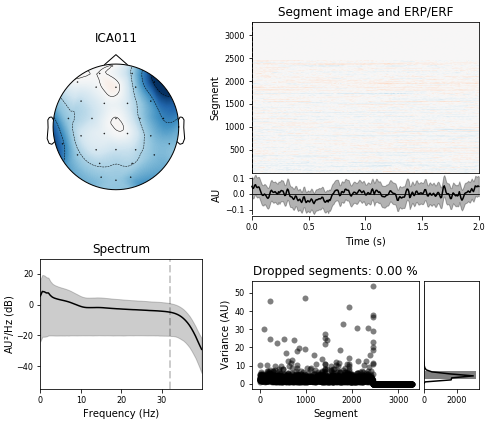 ICA011
Segment image and ERP/ERF
Segment
3000
2500
2000
1500
1000
500
AU
0.1
0.0
−0.1
0.0 0.5 1.0 1.5 2.0
Time (s)
Spectrum
AU²/Hz (dB)
20
0
−20
−40
0 10 20 30
Frequency (Hz)
Dropped segments: 0.00 %
Variance (AU)
50
40
30
20
10
0
0 1000 2000 3000
Segment
0 2000